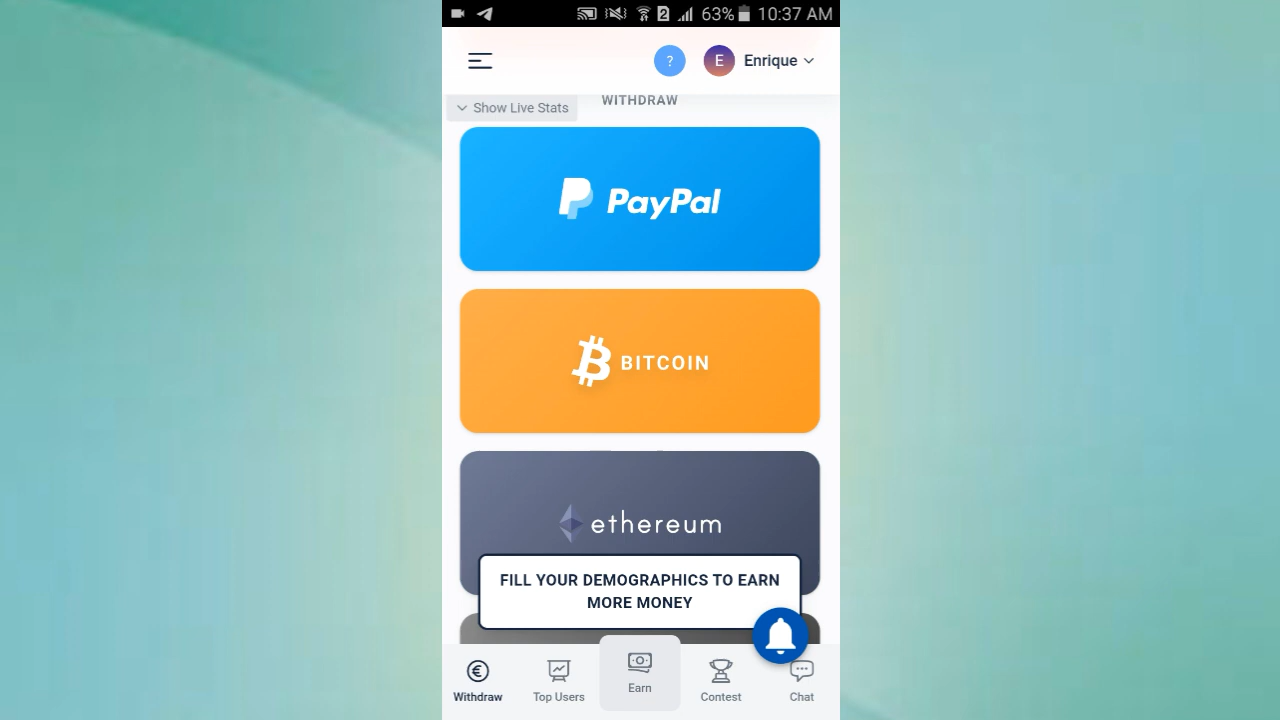 2 63% 10:37 AM
? E Enrique
Show Live Stats
WITHDRAW
PayPal
BITCOIN
ethereum
FILL YOUR DEMOGRAPHICS TO EARN
MORE MONEY
Withdraw
Top Users
Earn
Contest
Chat